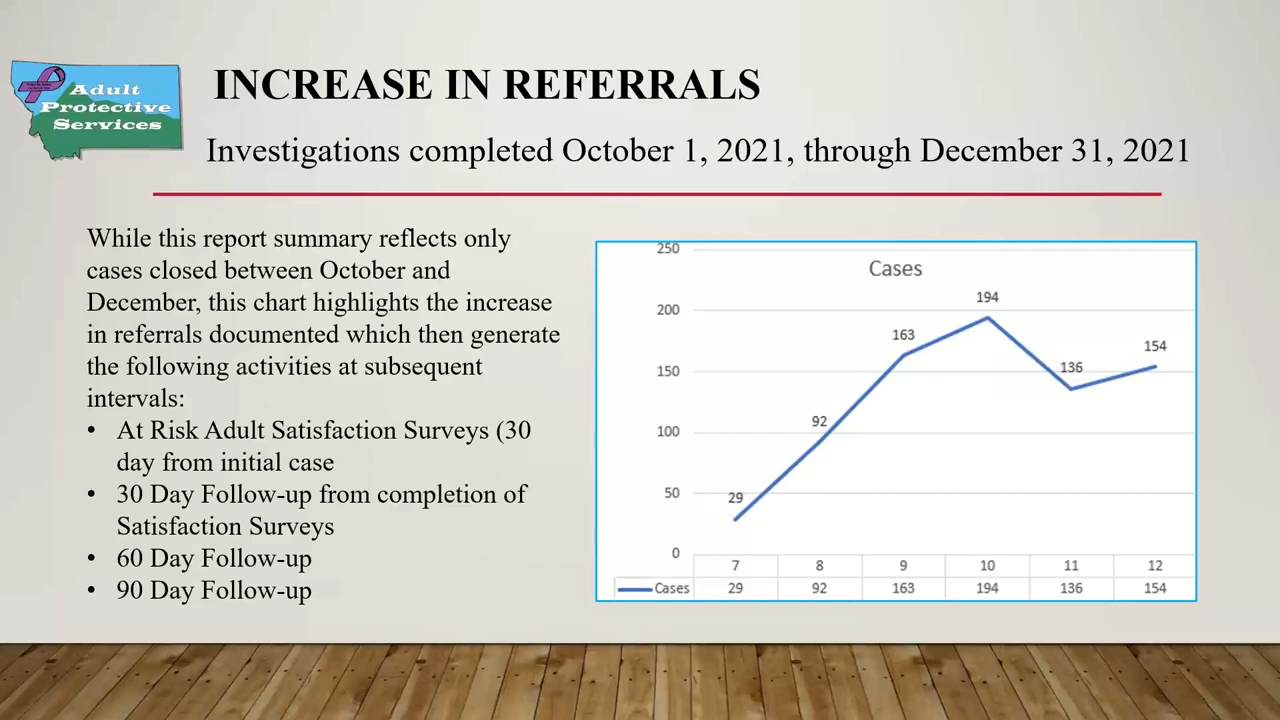 Adult
Protective
Services
INCREASE IN REFERRALS
Investigations completed October 1, 2021, through December 31, 2021
While this report summary reflects only
cases closed between October and
December, this chart highlights the increase
in referrals documented which then generate
the following activities at subsequent
intervals:
• At Risk Adult Satisfaction Surveys (30
day from initial case
• 30 Day Follow-up from completion of
Satisfaction Surveys
• 60 Day Follow-up
• 90 Day Follow-up
Cases
250
200
150
100
50
0
29
92
163
194
136
154
7 8 9 10 11 12
Cases 29 92 163 194 136 154